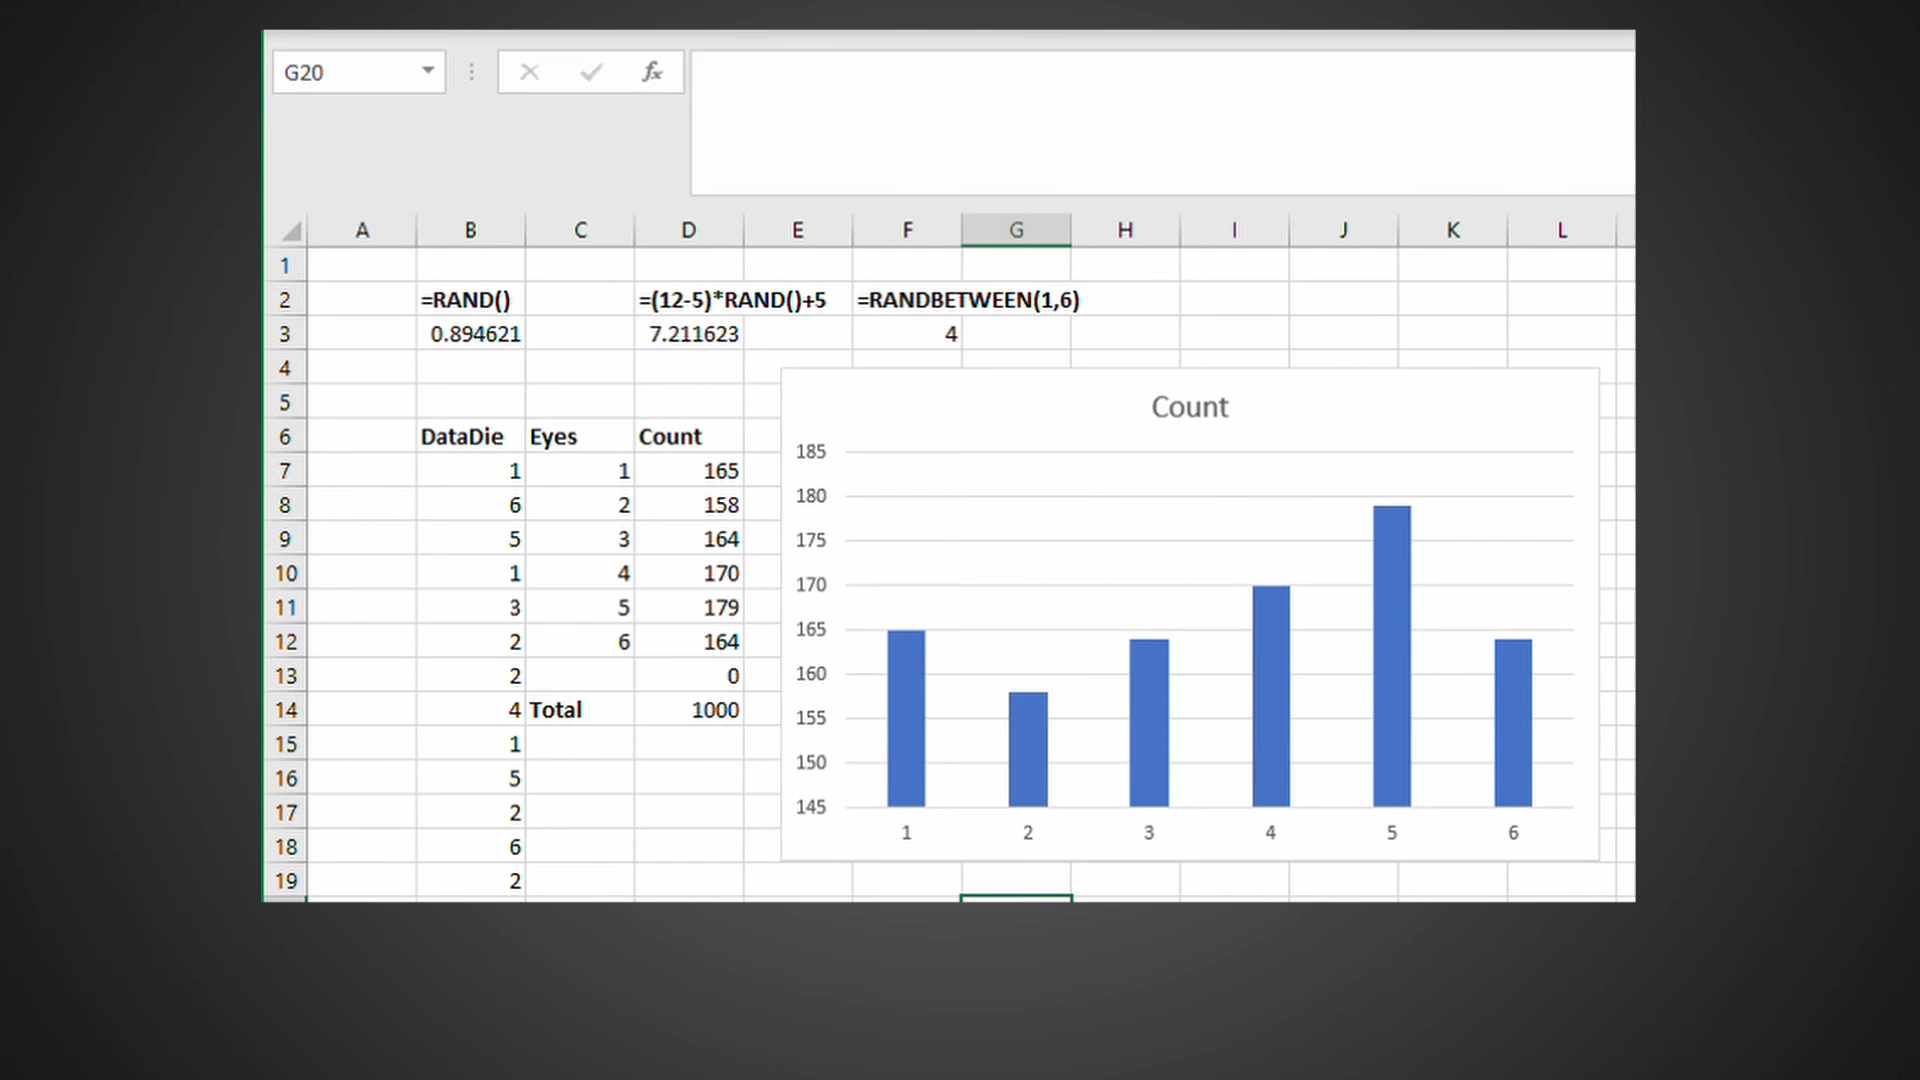 G20 fx
A B C D E F G H I J K L
1
2 =RAND() =(12-5)*RAND()+5 =RANDBETWEEN(1,6)
3 0.894621 7.211623 4
4
5
6 DataDie Eyes Count
7 1 1 165
8 6 2 158
9 5 3 164
10 1 4 170
11 3 5 179
12 2 6 164
13 2 0
14 4 Total 1000
15 1
16 5
17 2
18 6
19 2
Count
185
180
175
170
165
160
155
150
145
1 2 3 4 5 6